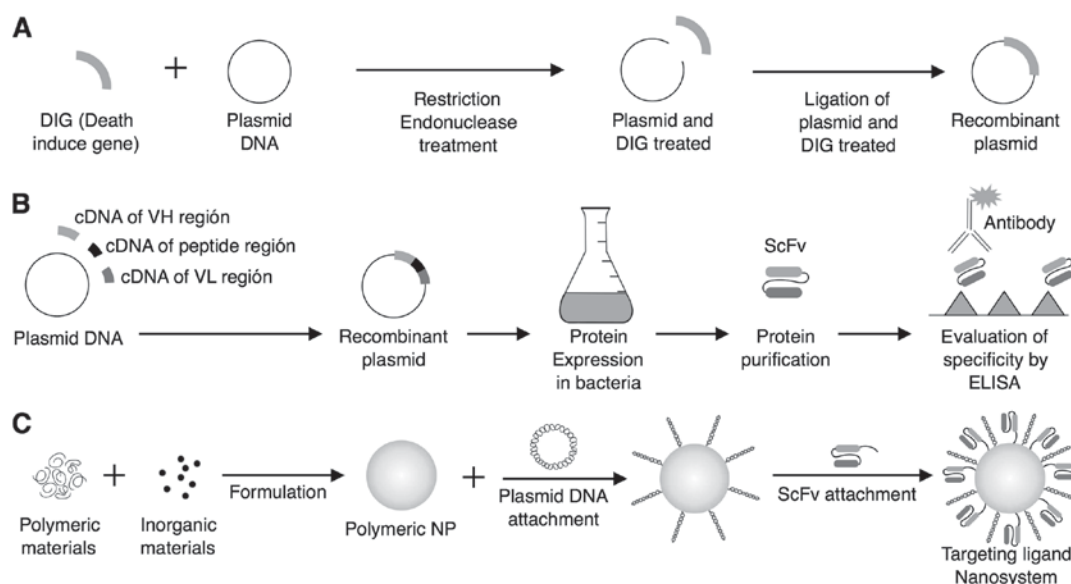 A
DIG (Death
induce gene)
+
Plasmid
DNA
Restriction
Endonuclease
treatment
Plasmid and
DIG treated
Ligation of
plasmid and
DIG treated
Recombinant
plasmid
B
cDNA of VH región
cDNA of peptide región
cDNA of VL región
Plasmid DNA
Recombinant
plasmid
Protein
Expression
in bacteria
ScFv
Protein
purification
Antibody
Evaluation of
specificity by
ELISA
C
Polymeric
materials
+
Inorganic
materials
Formulation
Polymeric NP
+
Plasmid DNA
attachment
ScFv attachment
Targeting ligand
Nanosystem